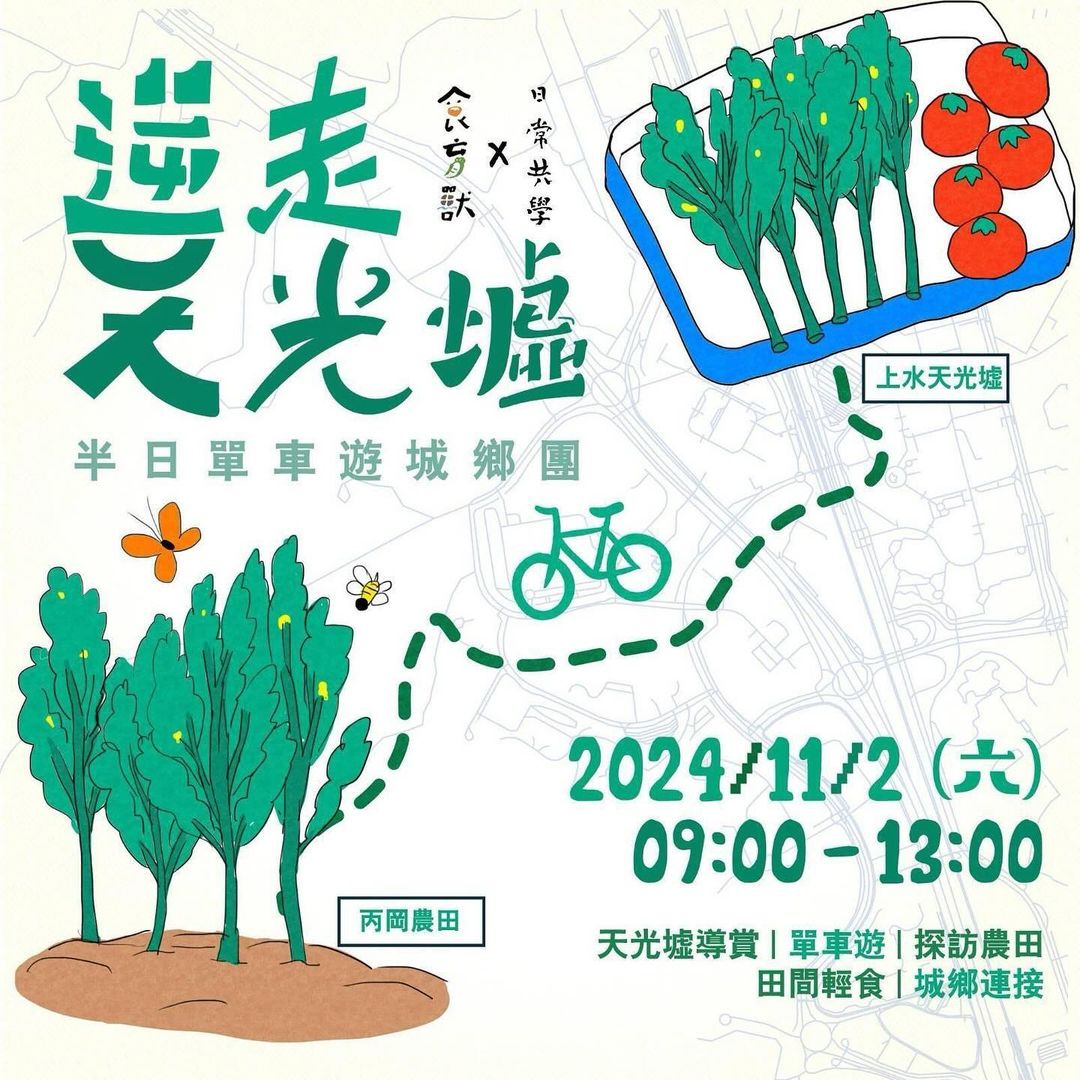 逆走
天光墟
食育獸
x
日常共學
半日單車遊城鄉團
上水天光墟
丙岡農田
2024/11/2 (六)
09:00 - 13:00
天光墟導賞 | 單車遊 | 探訪農田
田間輕食 | 城鄉連接